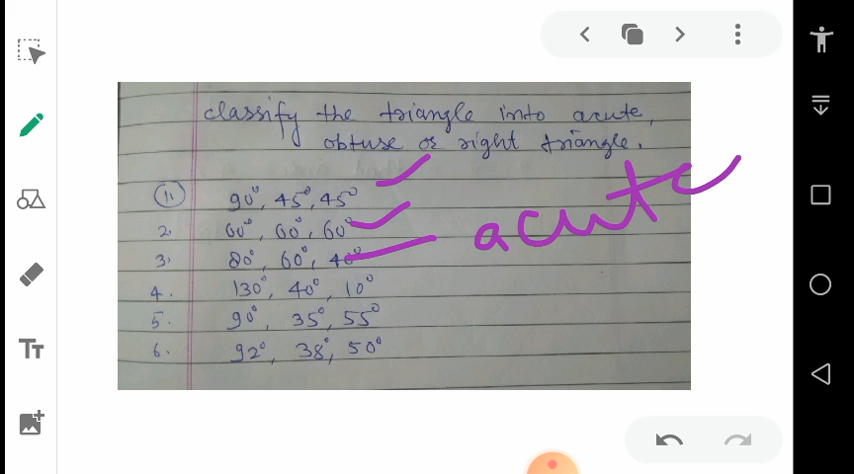 classify the triangle into acute,
obtuse or right triangle.
1) 90°, 45°, 45°
2. 60°, 60°, 60°
3, 80°, 60°, 40° acute
4. 130°, 40°, 10°
5. 90°, 35°, 55°
6. 92°, 38°, 50°
TT